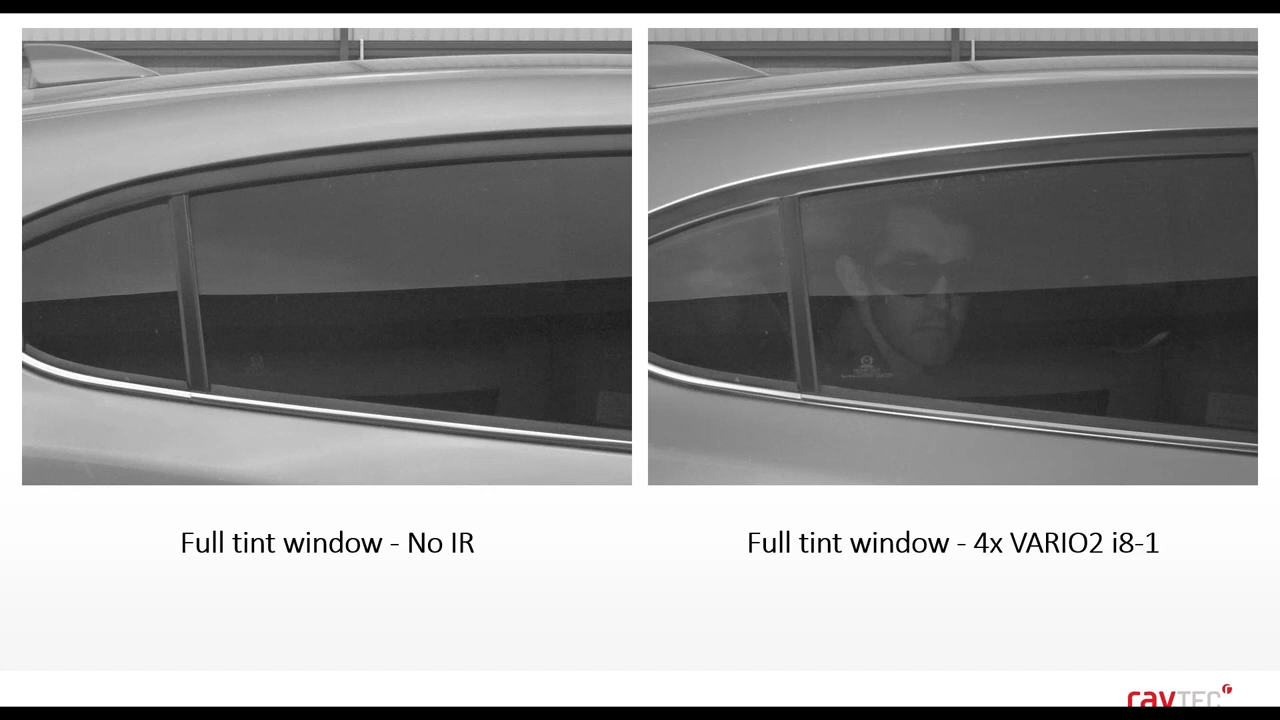 Full tint window - No IR
Full tint window - 4x VARIO2 i8-1
rayTEC